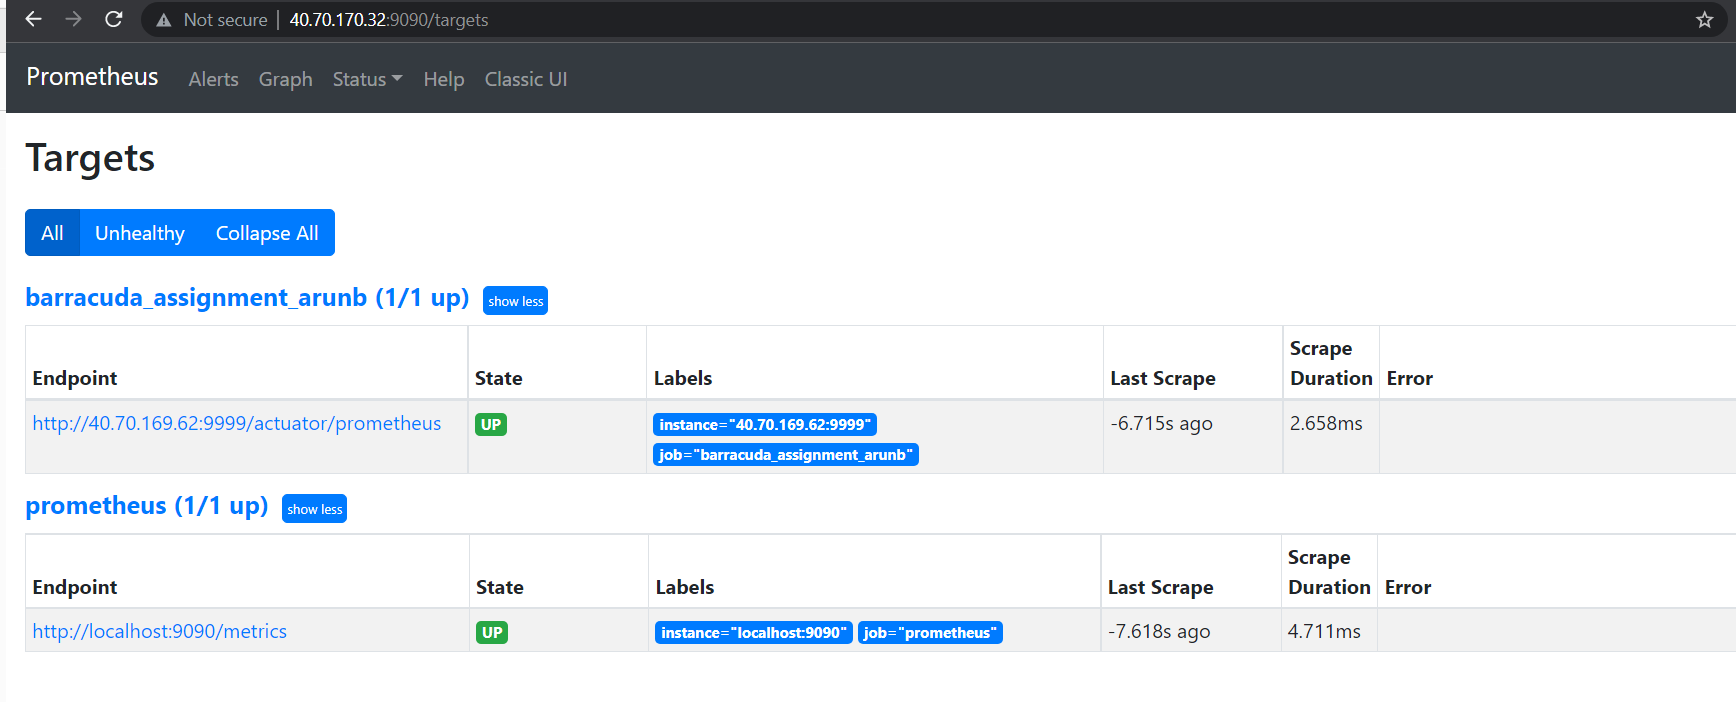 Not secure | 40.70.170.32:9090/targets
Prometheus Alerts Graph Status Help Classic UI
Targets
All Unhealthy Collapse All
barracuda_assignment_arunb (1/1 up) show less
Endpoint State Labels Last Scrape Scrape Duration Error
http://40.70.169.62:9999/actuator/prometheus UP instance="40.70.169.62:9999" -6.715s ago 2.658ms
job="barracuda_assignment_arunb"
prometheus (1/1 up) show less
Endpoint State Labels Last Scrape Scrape Duration Error
http://localhost:9090/metrics UP instance="localhost:9090" job="prometheus" -7.618s ago 4.711ms